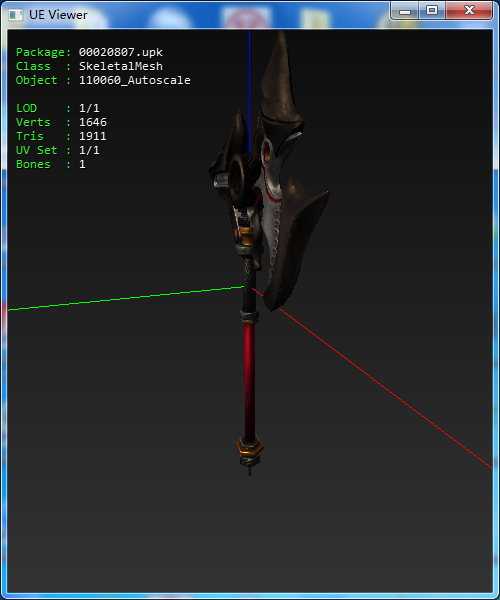 UE Viewer
Package: 00020807.upk
Class : SkeletalMesh
Object : 110060_Autoscale
LOD : 1/1
Verts : 1646
Tris : 1911
UV Set : 1/1
Bones : 1